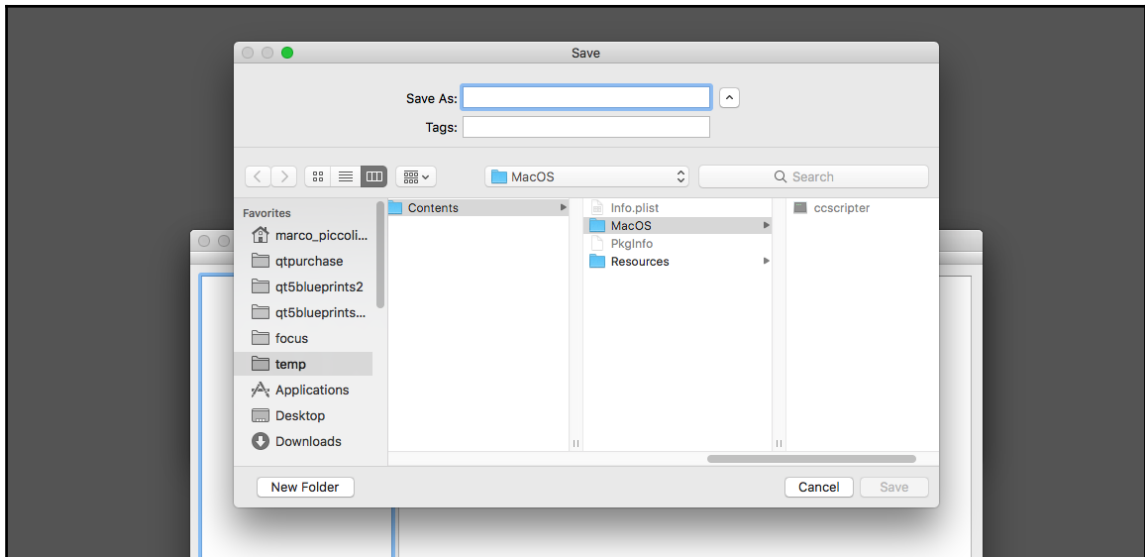 Save
Save As:
Tags:
MacOS
Search
Favorites
marco_piccoli...
qtpurchase
qt5blueprints2
qt5blueprints...
focus
temp
Applications
Desktop
Downloads
Contents
Info.plist
MacOS
PkgInfo
Resources
ccscripter
New Folder
Cancel
Save